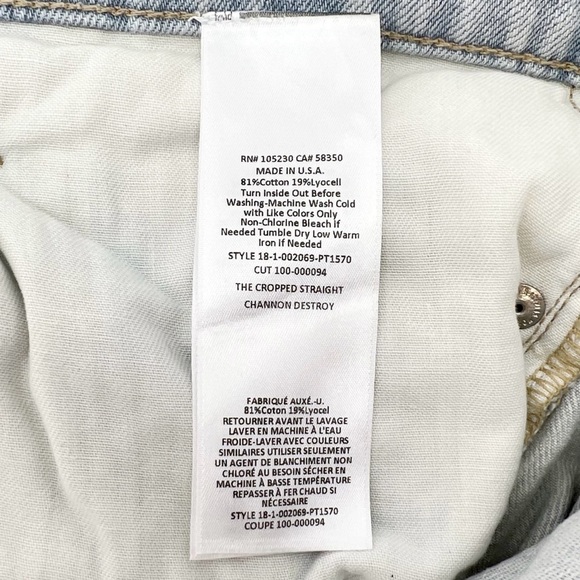 RN# 105230 CA# 58350
MADE IN U.S.A.
81%Cotton 19%Lyocell
Turn Inside Out Before
Washing-Machine Wash Cold
with Like Colors Only
Non-Chlorine Bleach if
Needed Tumble Dry Low Warm
Iron if Needed
STYLE 18-1-002069-PT1570
CUT 100-000094
THE CROPPED STRAIGHT
CHANNON DESTROY
FABRIQUÉ AUXÉ.-U.
81%Coton 19%Lyocel
RETOURNER AVANT LE LAVAGE
LAVER EN MACHINE À L'EAU
FROIDE-LAVER AVEC COULEURS
SIMILAIRES UTILISER SEULEMENT
UN AGENT DE BLANCHIMENT NON
CHLORÉ AU BESOIN SÉCHER EN
MACHINE À BASSE TEMPÉRATURE
REPASSER À FER CHAUD SI
NÉCESSAIRE
STYLE 18-1-002069-PT1570
COUPE 100-000094